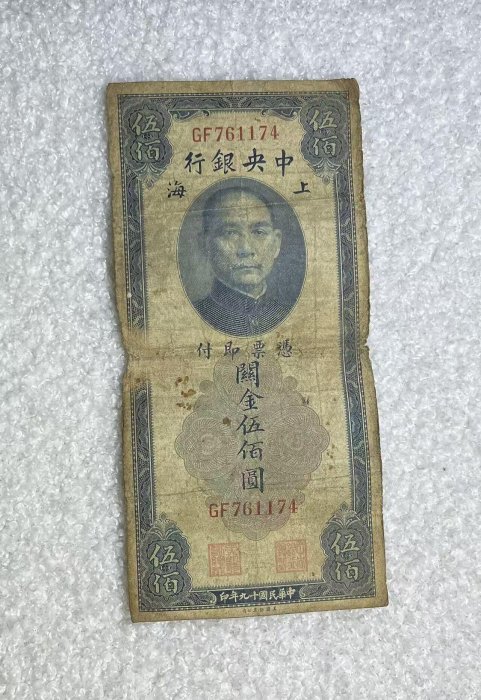 伍佰 伍佰
GF761174
中央銀行
上海
憑票即付
關金伍佰圓
GF761174
伍佰 伍佰
中華民國十九年印